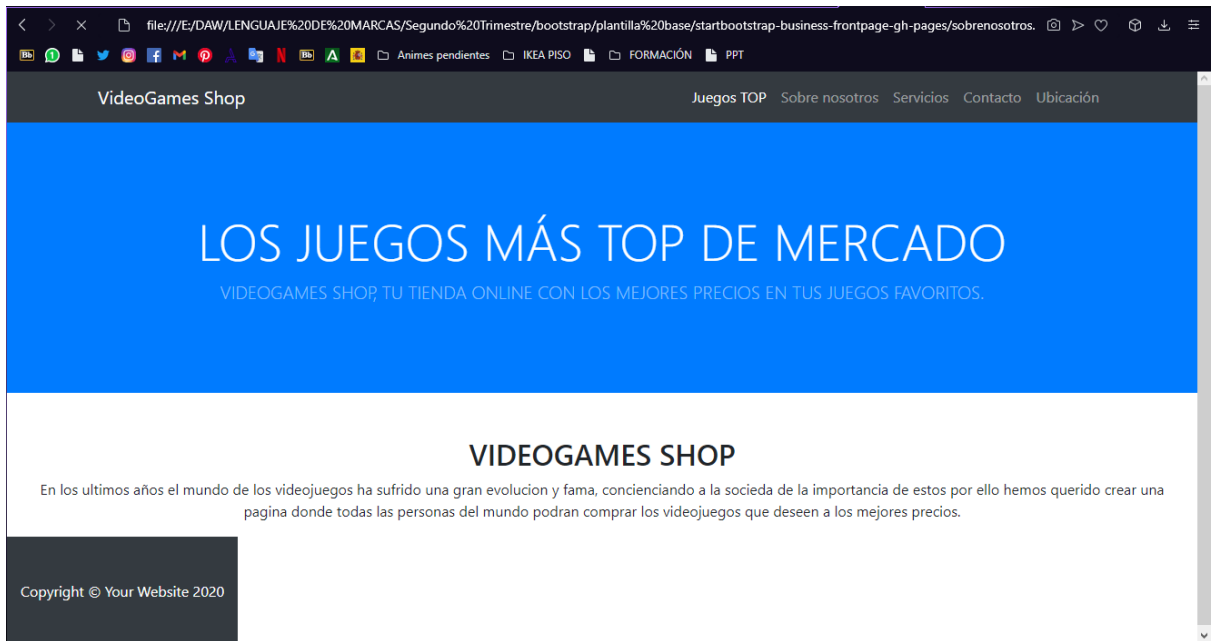 file:///E:/DAW/LENGUAJE%20DE%20MARCAS/Segundo%20Trimestre/bootstrap/plantilla%20base/startbootstrap-business-frontpage-gh-pages/sobrenosotros.
Bb 1 Bb A Animes pendientes IKEA PISO FORMACIÓN PPT
VideoGames Shop Juegos TOP Sobre nosotros Servicios Contacto Ubicación
LOS JUEGOS MÁS TOP DE MERCADO
VIDEOGAMES SHOP, TU TIENDA ONLINE CON LOS MEJORES PRECIOS EN TUS JUEGOS FAVORITOS.
VIDEOGAMES SHOP
En los ultimos años el mundo de los videojuegos ha sufrido una gran evolucion y fama, concienciando a la socieda de la importancia de estos por ello hemos querido crear una
pagina donde todas las personas del mundo podran comprar los videojuegos que deseen a los mejores precios.
Copyright © Your Website 2020